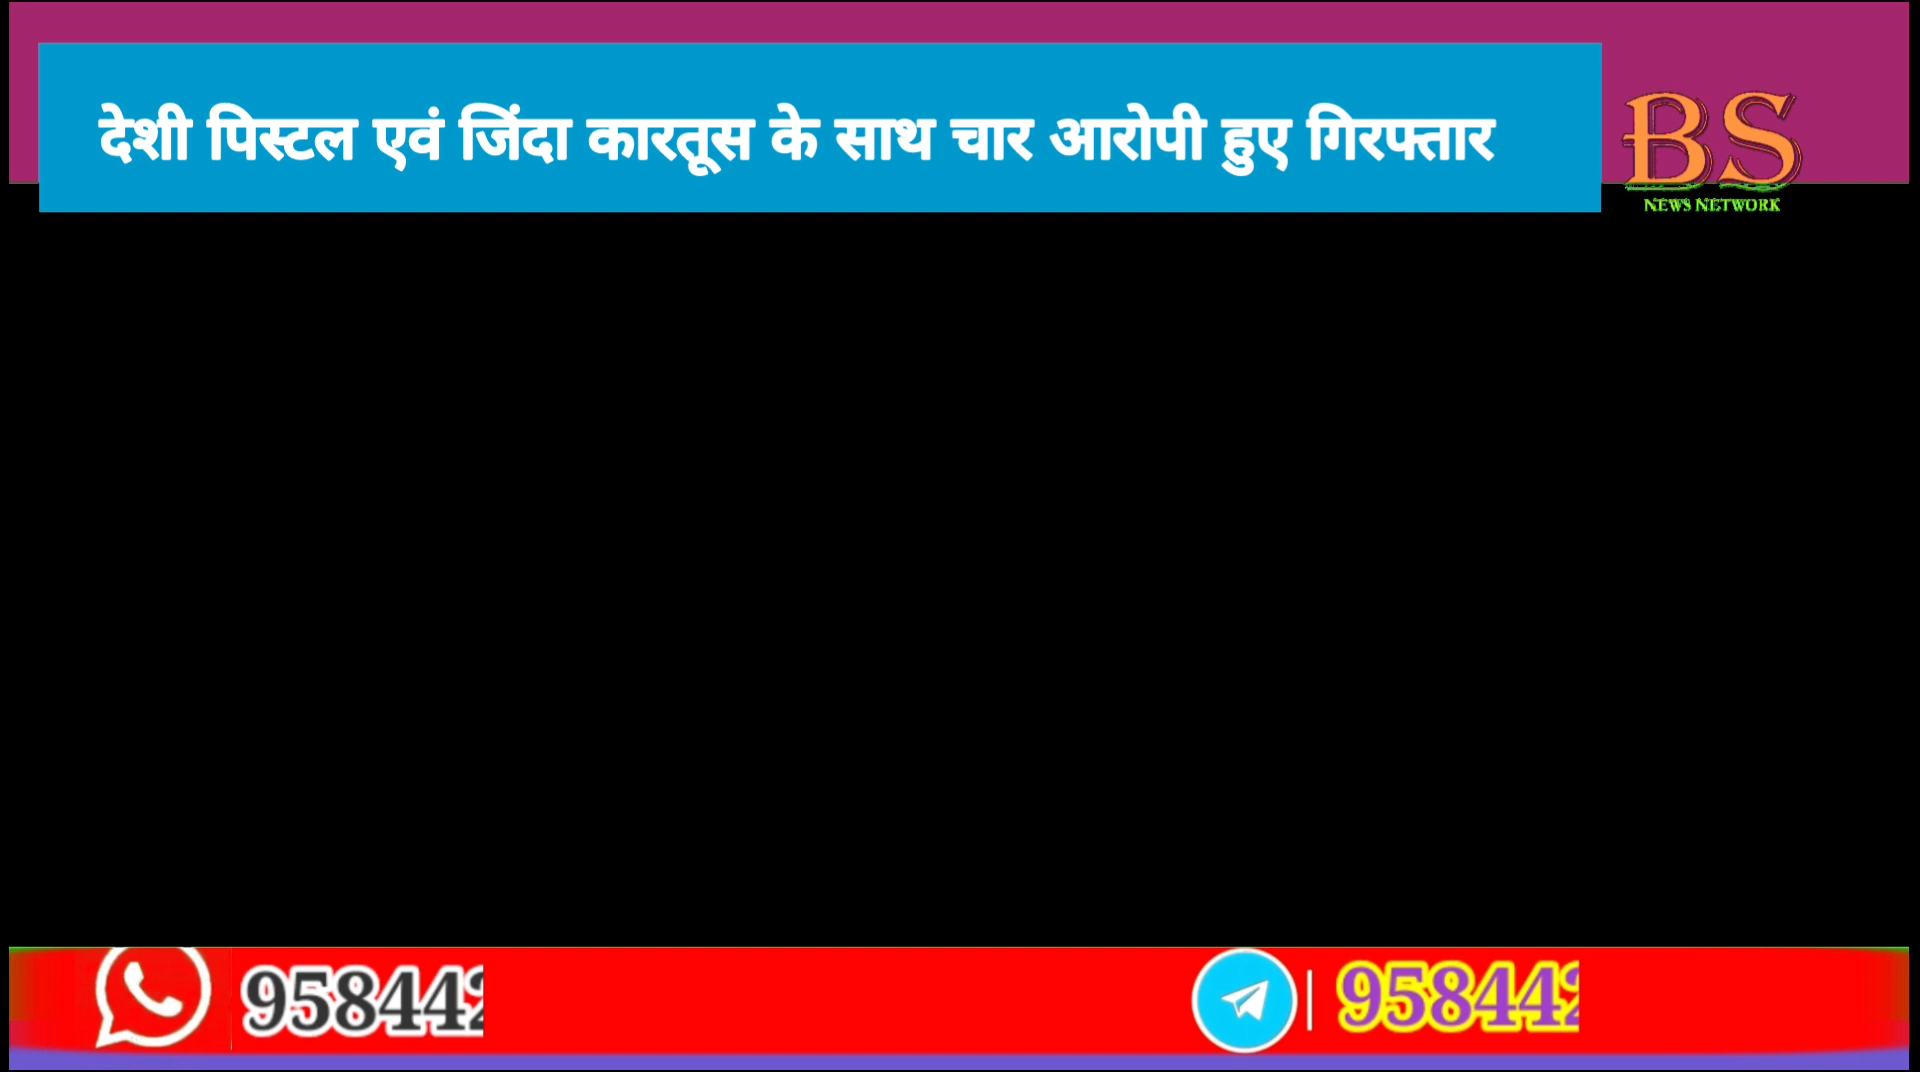 देशी पिस्टल एवं जिंदा कारतूस के साथ चार आरोपी हुए गिरफ्तार
BS
NEWS NETWORK
95844
95844